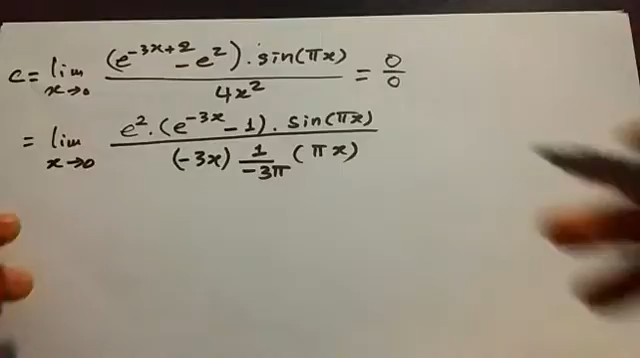 c = lim x→0 (e^(-3x+2) - e^2) · sin(πx) / 4x^2 = 0/0
= lim x→0 e^2 · (e^(-3x) - 1) · sin(πx) / (-3x) 1/(-3π) (πx)